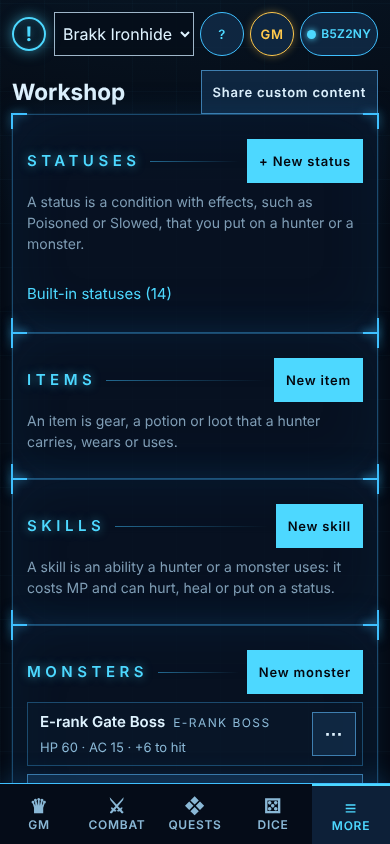 !
Brakk Ironhide
?
GM
B5Z2NY
Workshop
Share custom content
STATUSES
+ New status
A status is a condition with effects, such as
Poisoned or Slowed, that you put on a hunter or a
monster.
Built-in statuses (14)
ITEMS
New item
An item is gear, a potion or loot that a hunter
carries, wears or uses.
SKILLS
New skill
A skill is an ability a hunter or a monster uses: it
costs MP and can hurt, heal or put on a status.
MONSTERS
New monster
E-rank Gate Boss E-RANK BOSS
HP 60 · AC 15 · +6 to hit
...
GM
COMBAT
QUESTS
DICE
MORE